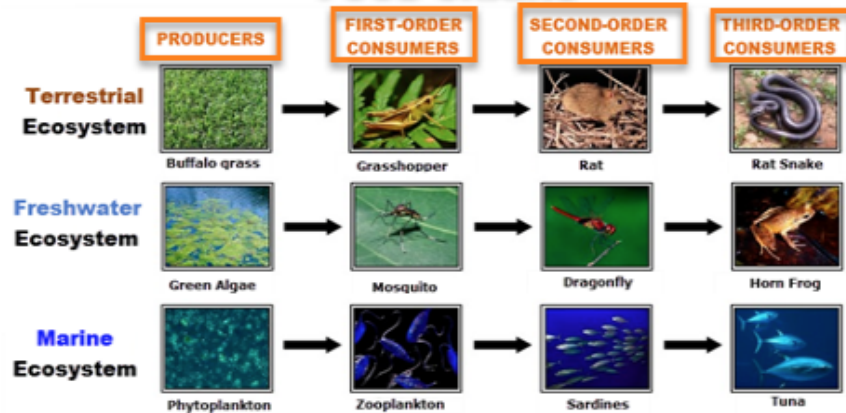 PRODUCERS
FIRST-ORDER
CONSUMERS
SECOND-ORDER
CONSUMERS
THIRD-ORDER
CONSUMERS
Terrestrial
Ecosystem
Buffalo grass
Grasshopper
Rat
Rat Snake
Freshwater
Ecosystem
Green Algae
Mosquito
Dragonfly
Horn Frog
Marine
Ecosystem
Phytoplankton
Zooplankton
Sardines
Tuna